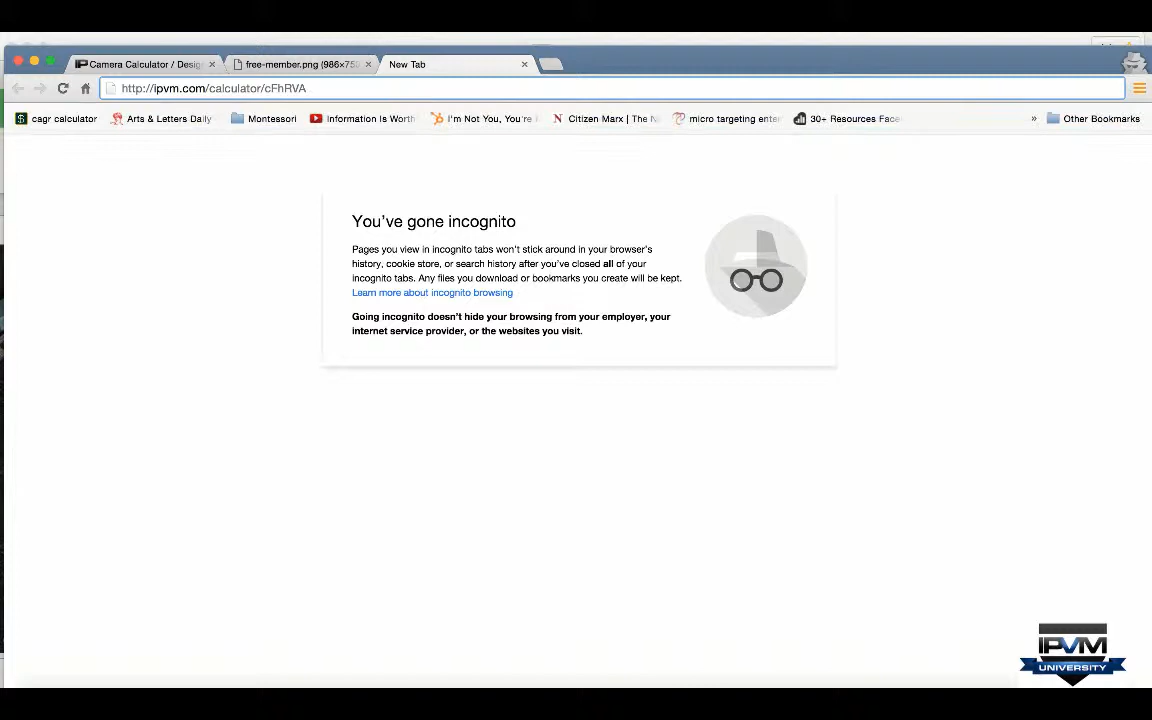 IP Camera Calculator / Desig
free-member.png (986×75
New Tab
http://ipvm.com/calculator/cFhRVA
$ cagr calculator
Arts & Letters Daily
Montessori
Information Is Worth
I'm Not You, You're
N Citizen Marx | The N
micro targeting ente
30+ Resources Face
»
Other Bookmarks
You've gone incognito
Pages you view in incognito tabs won't stick around in your browser's
history, cookie store, or search history after you've closed all of your
incognito tabs. Any files you download or bookmarks you create will be kept.
Learn more about incognito browsing
Going incognito doesn't hide your browsing from your employer, your
internet service provider, or the websites you visit.
IPVM
UNIVERSITY